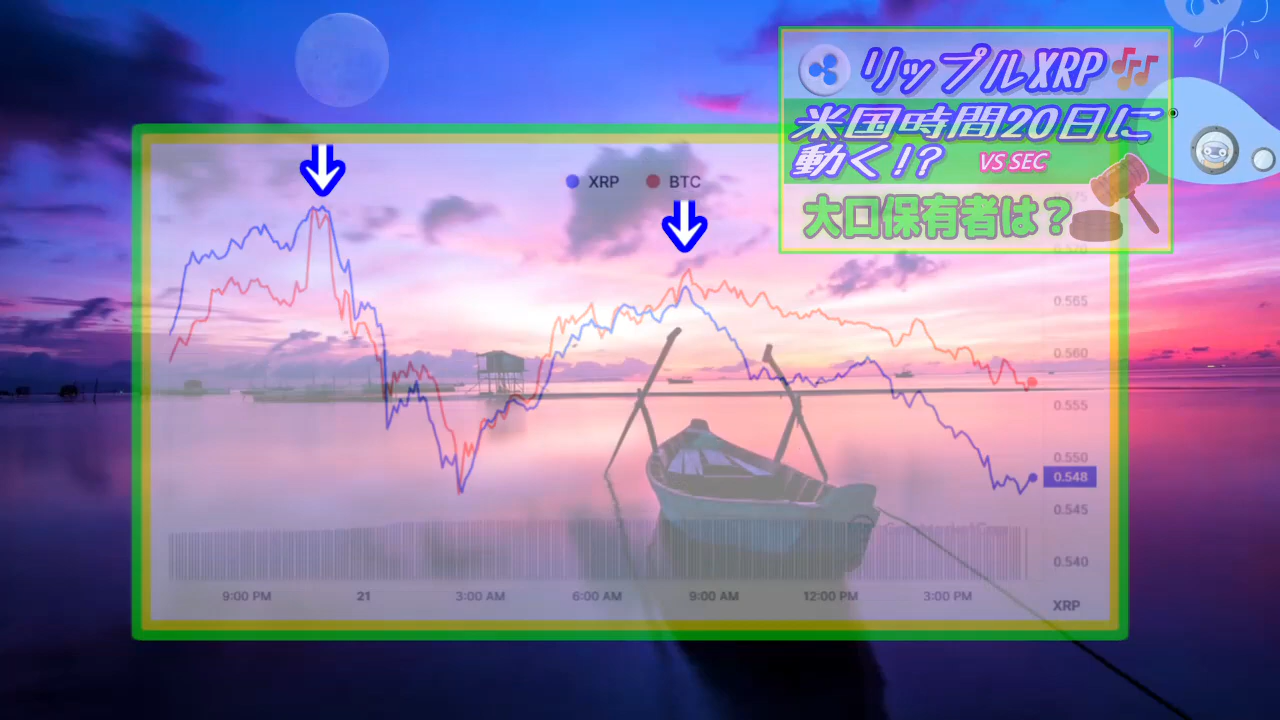 リップルXRP
米国時間20日に
動く!?
VS SEC
大口保有者は？
XRP
BTC
0.565
0.560
0.555
0.550
0.548
0.545
0.540
9:00 PM
21
3:00 AM
6:00 AM
9:00 AM
12:00 PM
3:00 PM
XRP